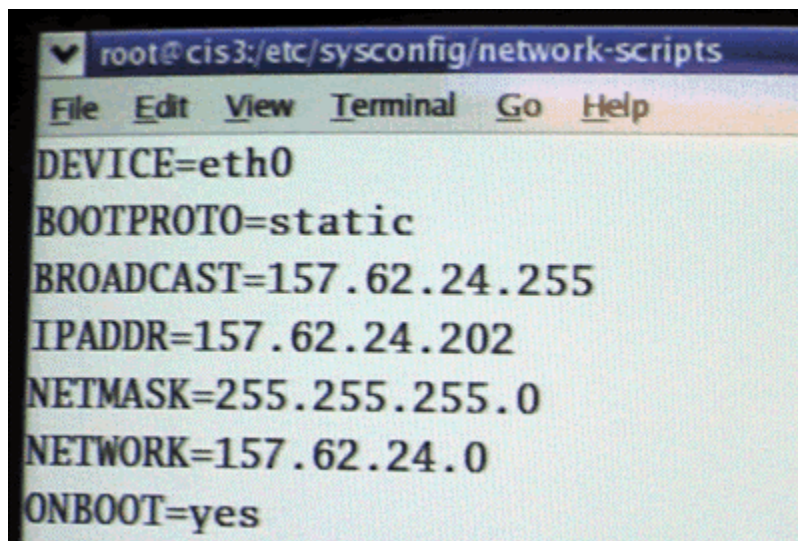 root@cis3:/etc/sysconfig/network-scripts
File Edit View Terminal Go Help
DEVICE=eth0
BOOTPROTO=static
BROADCAST=157.62.24.255
IPADDR=157.62.24.202
NETMASK=255.255.255.0
NETWORK=157.62.24.0
ONBOOT=yes